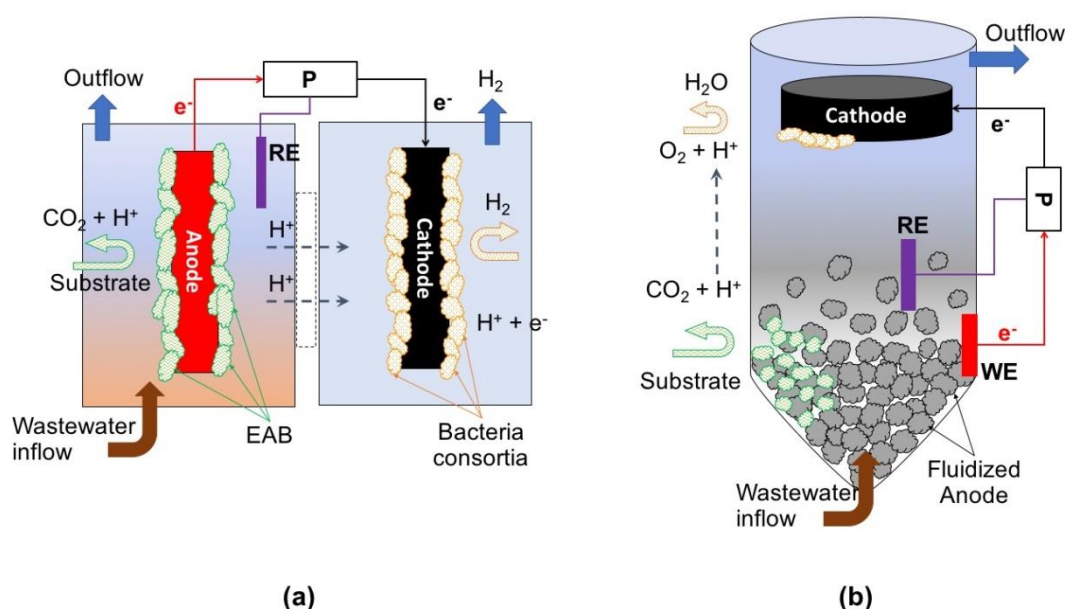 Outflow
P
H₂
e⁻
e⁻
RE
CO₂ + H⁺
Substrate
Anode
H⁺
H⁺
Cathode
H₂
H⁺ + e⁻
Wastewater
inflow
EAB
Bacteria
consortia
(a)
Outflow
H₂O
Cathode
e⁻
O₂ + H⁺
P
RE
CO₂ + H⁺
e⁻
Substrate
WE
Fluidized
Anode
Wastewater
inflow
(b)